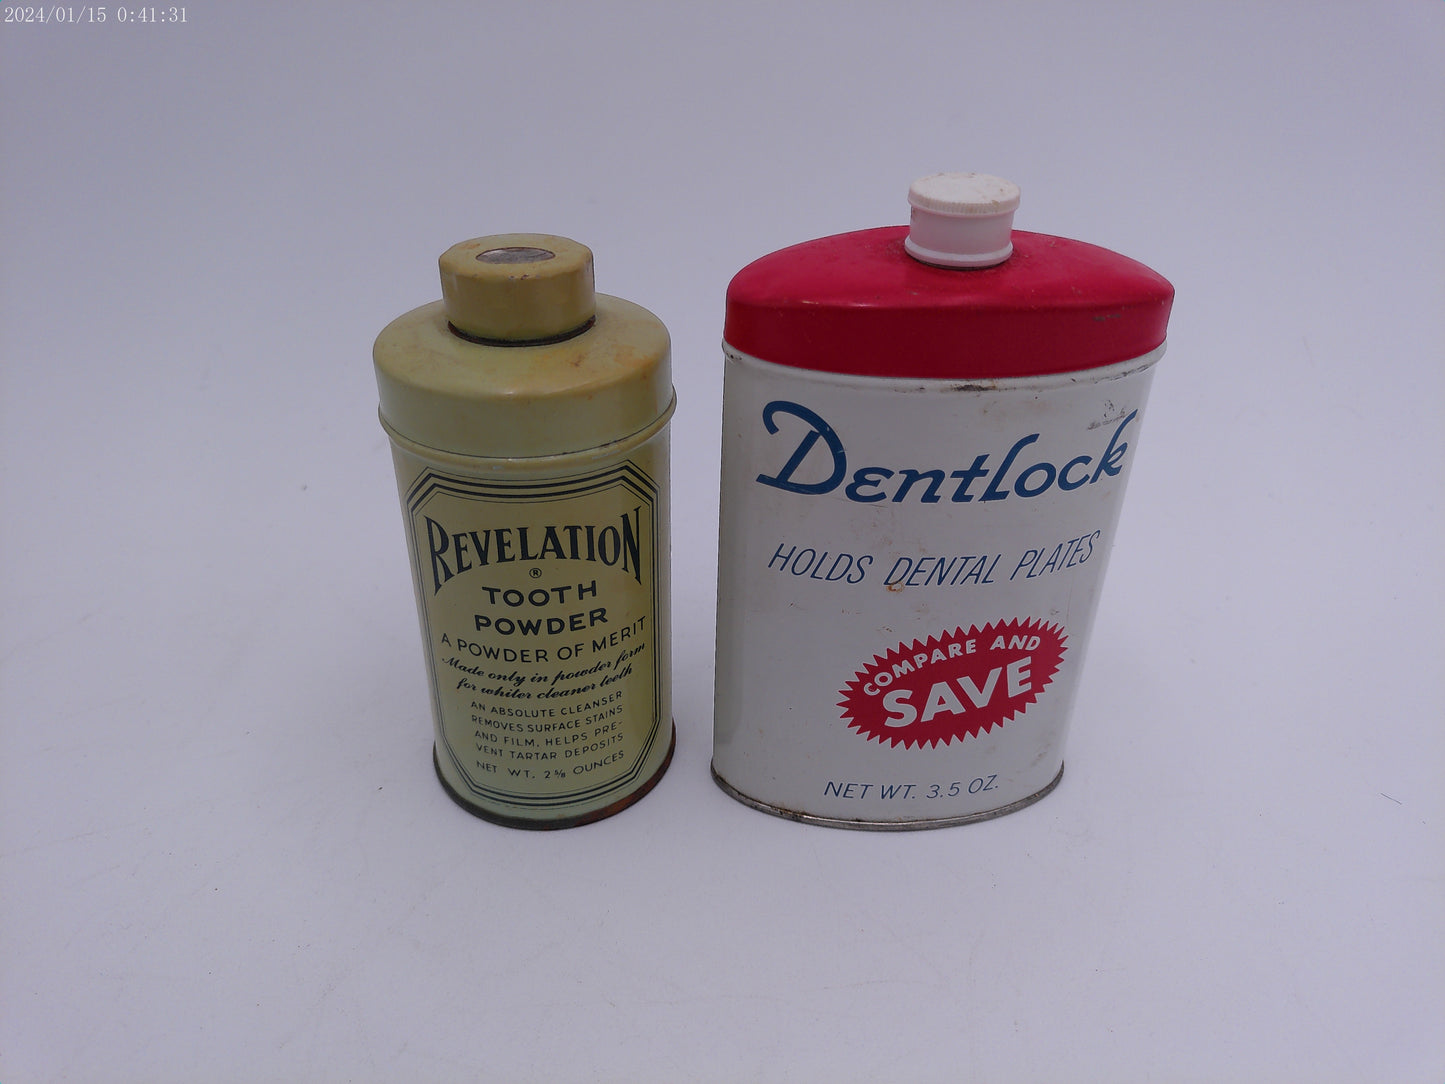 2024/01/15 0:41:31
REVELATION
®
TOOTH
POWDER
A POWDER OF MERIT
Made only in powder form
for whiter cleaner teeth
AN ABSOLUTE CLEANSER
REMOVES SURFACE STAINS
AND FILM, HELPS PRE-
VENT TARTAR DEPOSITS
NET WT. 2⅝ OUNCES
Dentlock
HOLDS DENTAL PLATES
COMPARE AND
SAVE
NET WT. 3.5 OZ.